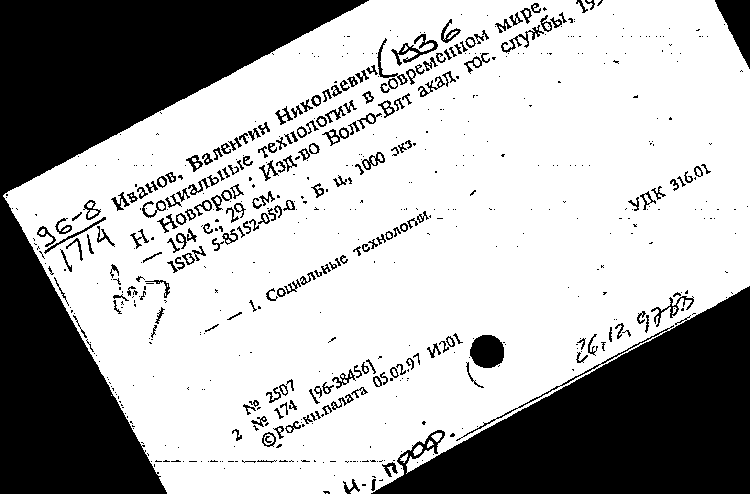 96-8
1714
Иванов, Валентин Николаевич (1936
Социальные технологии в современном мире.
Н. Новгород : Изд-во Волго-Вят акад. гос. службы,
— 194 с.; 29 см.
ISBN 5-85152-059-0 : Б. ц., 1000 экз.
— — 1. Социальные технологии.
УДК 316.01
№ 2507
2 № 174 [96-38456]
©Рос.кн.палата 05.02.97 И201
26.12.97
н., проф.